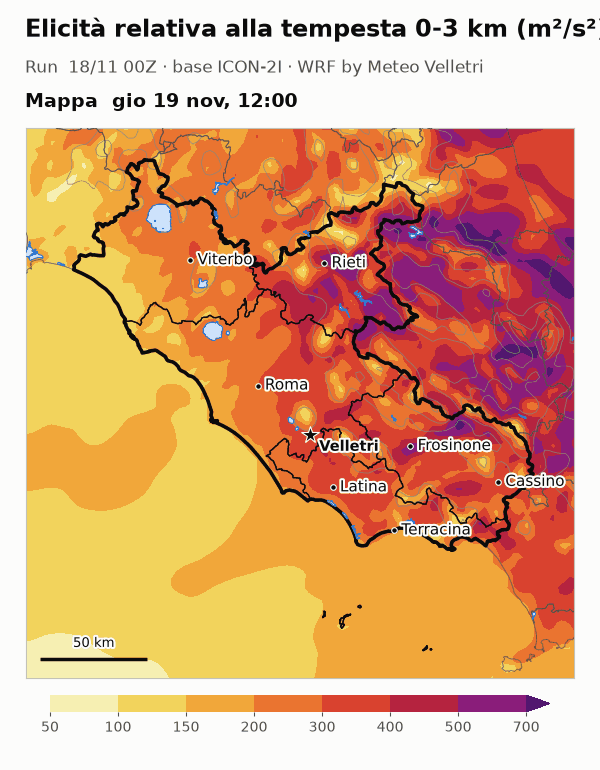 Elicità relativa alla tempesta 0-3 km (m²/s²)
Run 18/11 00Z · base ICON-2I · WRF by Meteo Velletri
Mappa gio 19 nov, 12:00
Viterbo
Rieti
Roma
Velletri
Frosinone
Latina
Cassino
Terracina
50 km
50 100 150 200 300 400 500 700